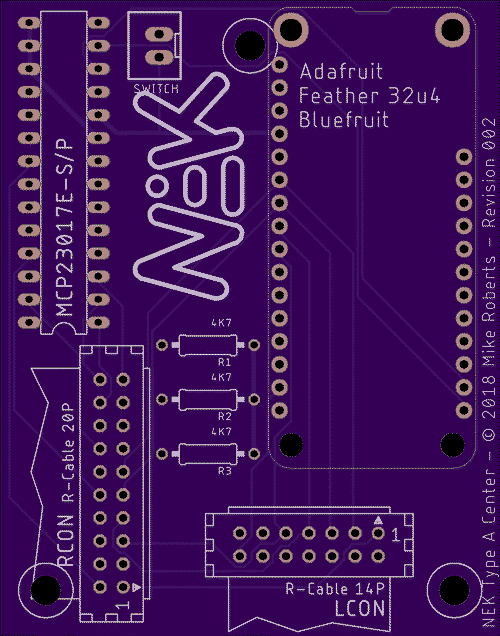 SWITCH
MCP23017E-S/P
Adafruit
Feather 32u4
Bluefruit
4K7
R1
4K7
R2
4K7
R3
RCON R-Cable 20P
1
1
R-Cable 14P
LCON
NEK Type A Center – © 2018 Mike Roberts – Revision 002